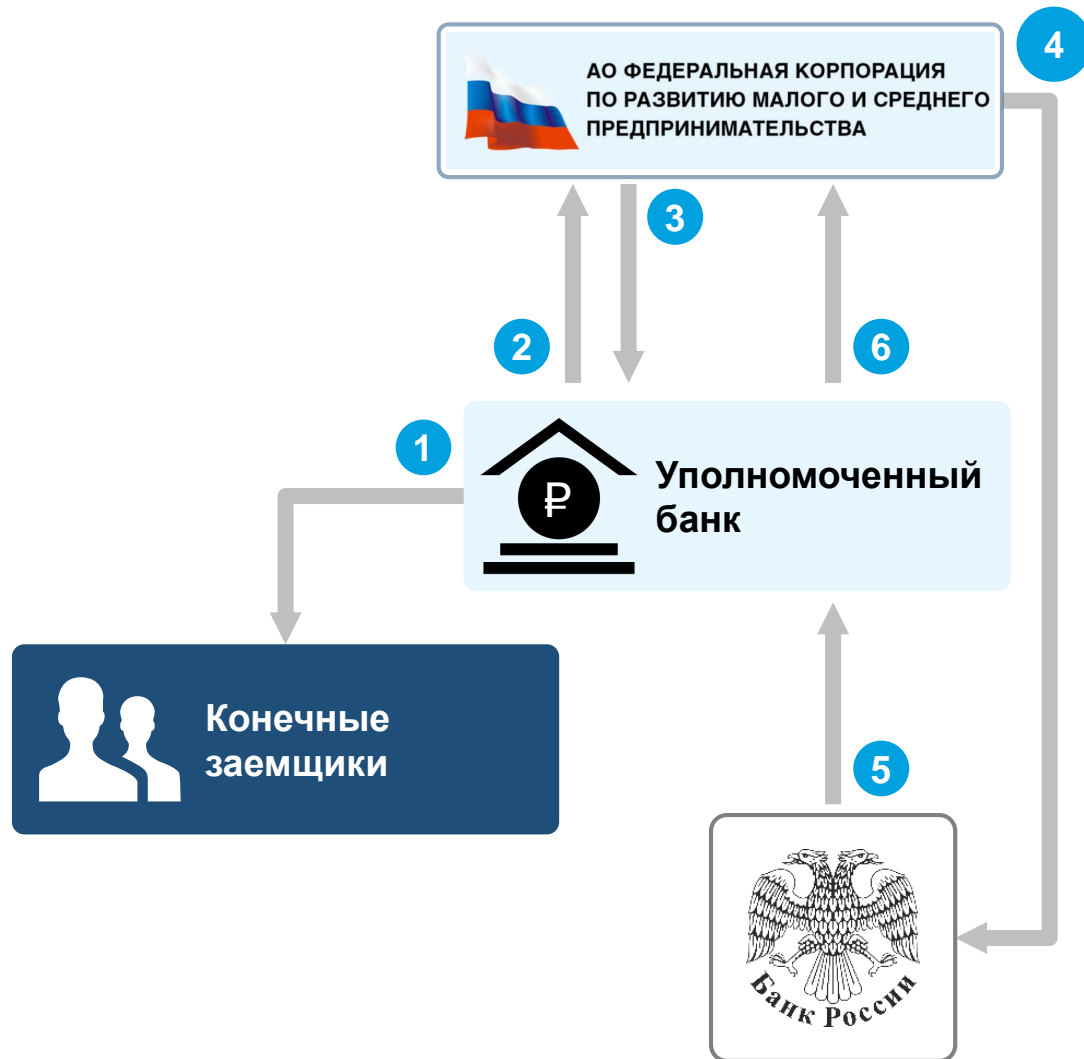 4
АО ФЕДЕРАЛЬНАЯ КОРПОРАЦИЯ
ПО РАЗВИТИЮ МАЛОГО И СРЕДНЕГО
ПРЕДПРИНИМАТЕЛЬСТВА
3
2
6
1
₽
Уполномоченный
банк
Конечные
заемщики
5
Банк России